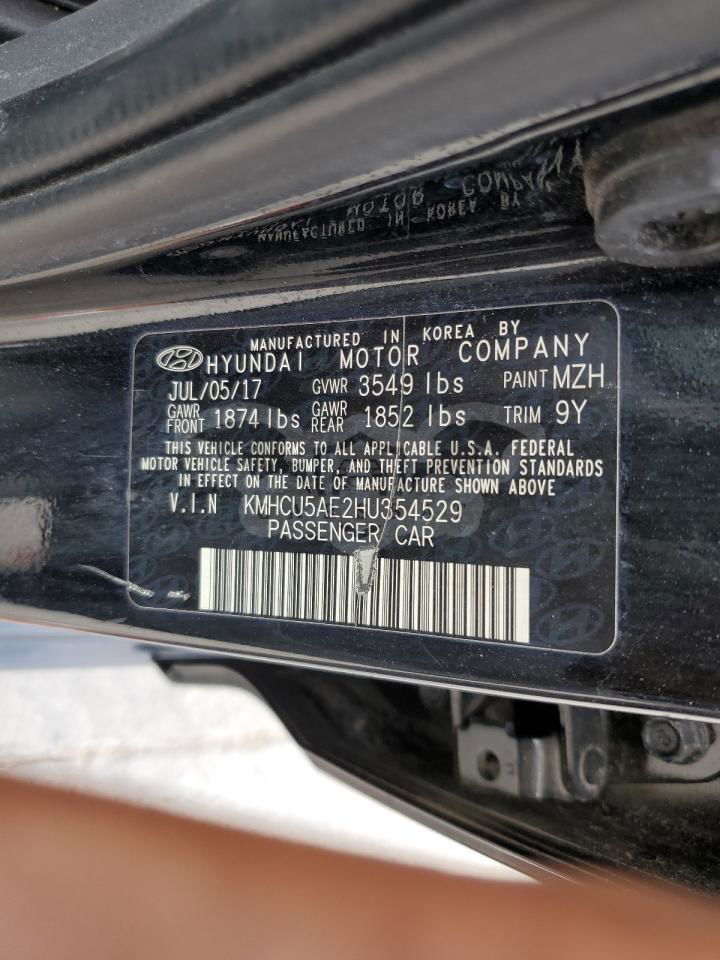 MANUFACTURED IN KOREA BY
HYUNDAI MOTOR COMPANY
JUL/05/17 GVWR 3549 lbs PAINT MZH
GAWR FRONT 1874 lbs GAWR REAR 1852 lbs TRIM 9Y
THIS VEHICLE CONFORMS TO ALL APPLICABLE U.S.A. FEDERAL
MOTOR VEHICLE SAFETY, BUMPER, AND THEFT PREVENTION STANDARDS
IN EFFECT ON THE DATE OF MANUFACTURE SHOWN ABOVE
V.I.N KMHCU5AE2HU354529
PASSENGER CAR